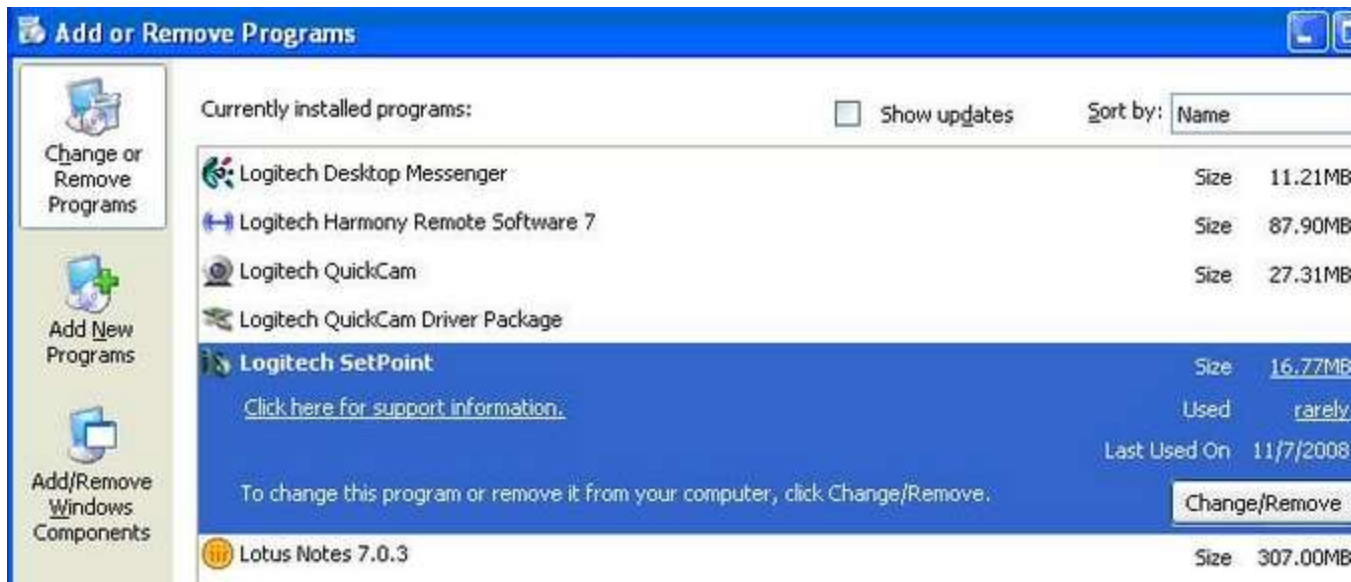 Add or Remove Programs
Currently installed programs: Show updates Sort by: Name
Change or
Remove
Programs
Logitech Desktop Messenger Size 11.21MB
Logitech Harmony Remote Software 7 Size 87.90MB
Logitech QuickCam Size 27.31MB
Add New
Programs
Logitech QuickCam Driver Package
Logitech SetPoint Size 16.77MB
Click here for support information. Used rarely
Last Used On 11/7/2008
Add/Remove
Windows
Components
To change this program or remove it from your computer, click Change/Remove. Change/Remove
Lotus Notes 7.0.3 Size 307.00MB